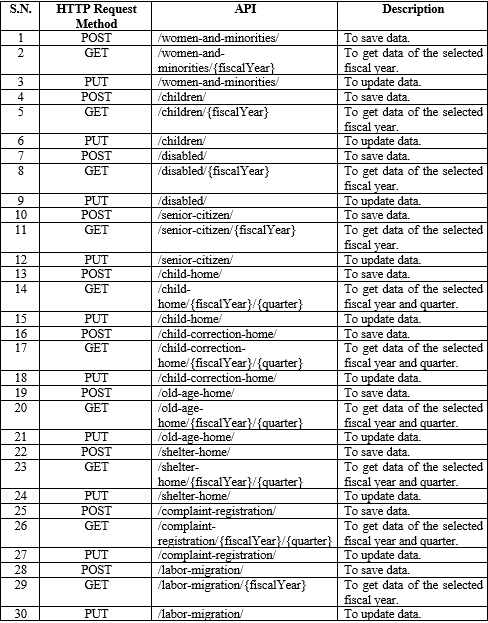 S.N. HTTP Request Method API Description
1 POST /women-and-minorities/ To save data.
2 GET /women-and-minorities/{fiscalYear} To get data of the selected fiscal year.
3 PUT /women-and-minorities/ To update data.
4 POST /children/ To save data.
5 GET /children/{fiscalYear} To get data of the selected fiscal year.
6 PUT /children/ To update data.
7 POST /disabled/ To save data.
8 GET /disabled/{fiscalYear} To get data of the selected fiscal year.
9 PUT /disabled/ To update data.
10 POST /senior-citizen/ To save data.
11 GET /senior-citizen/{fiscalYear} To get data of the selected fiscal year.
12 PUT /senior-citizen/ To update data.
13 POST /child-home/ To save data.
14 GET /child-home/{fiscalYear}/{quarter} To get data of the selected fiscal year and quarter.
15 PUT /child-home/ To update data.
16 POST /child-correction-home/ To save data.
17 GET /child-correction-home/{fiscalYear}/{quarter} To get data of the selected fiscal year and quarter.
18 PUT /child-correction-home/ To update data.
19 POST /old-age-home/ To save data.
20 GET /old-age-home/{fiscalYear}/{quarter} To get data of the selected fiscal year and quarter.
21 PUT /old-age-home/ To update data.
22 POST /shelter-home/ To save data.
23 GET /shelter-home/{fiscalYear}/{quarter} To get data of the selected fiscal year and quarter.
24 PUT /shelter-home/ To update data.
25 POST /complaint-registration/ To save data.
26 GET /complaint-registration/{fiscalYear}/{quarter} To get data of the selected fiscal year and quarter.
27 PUT /complaint-registration/ To update data.
28 POST /labor-migration/ To save data.
29 GET /labor-migration/{fiscalYear} To get data of the selected fiscal year.
30 PUT /labor-migration/ To update data.